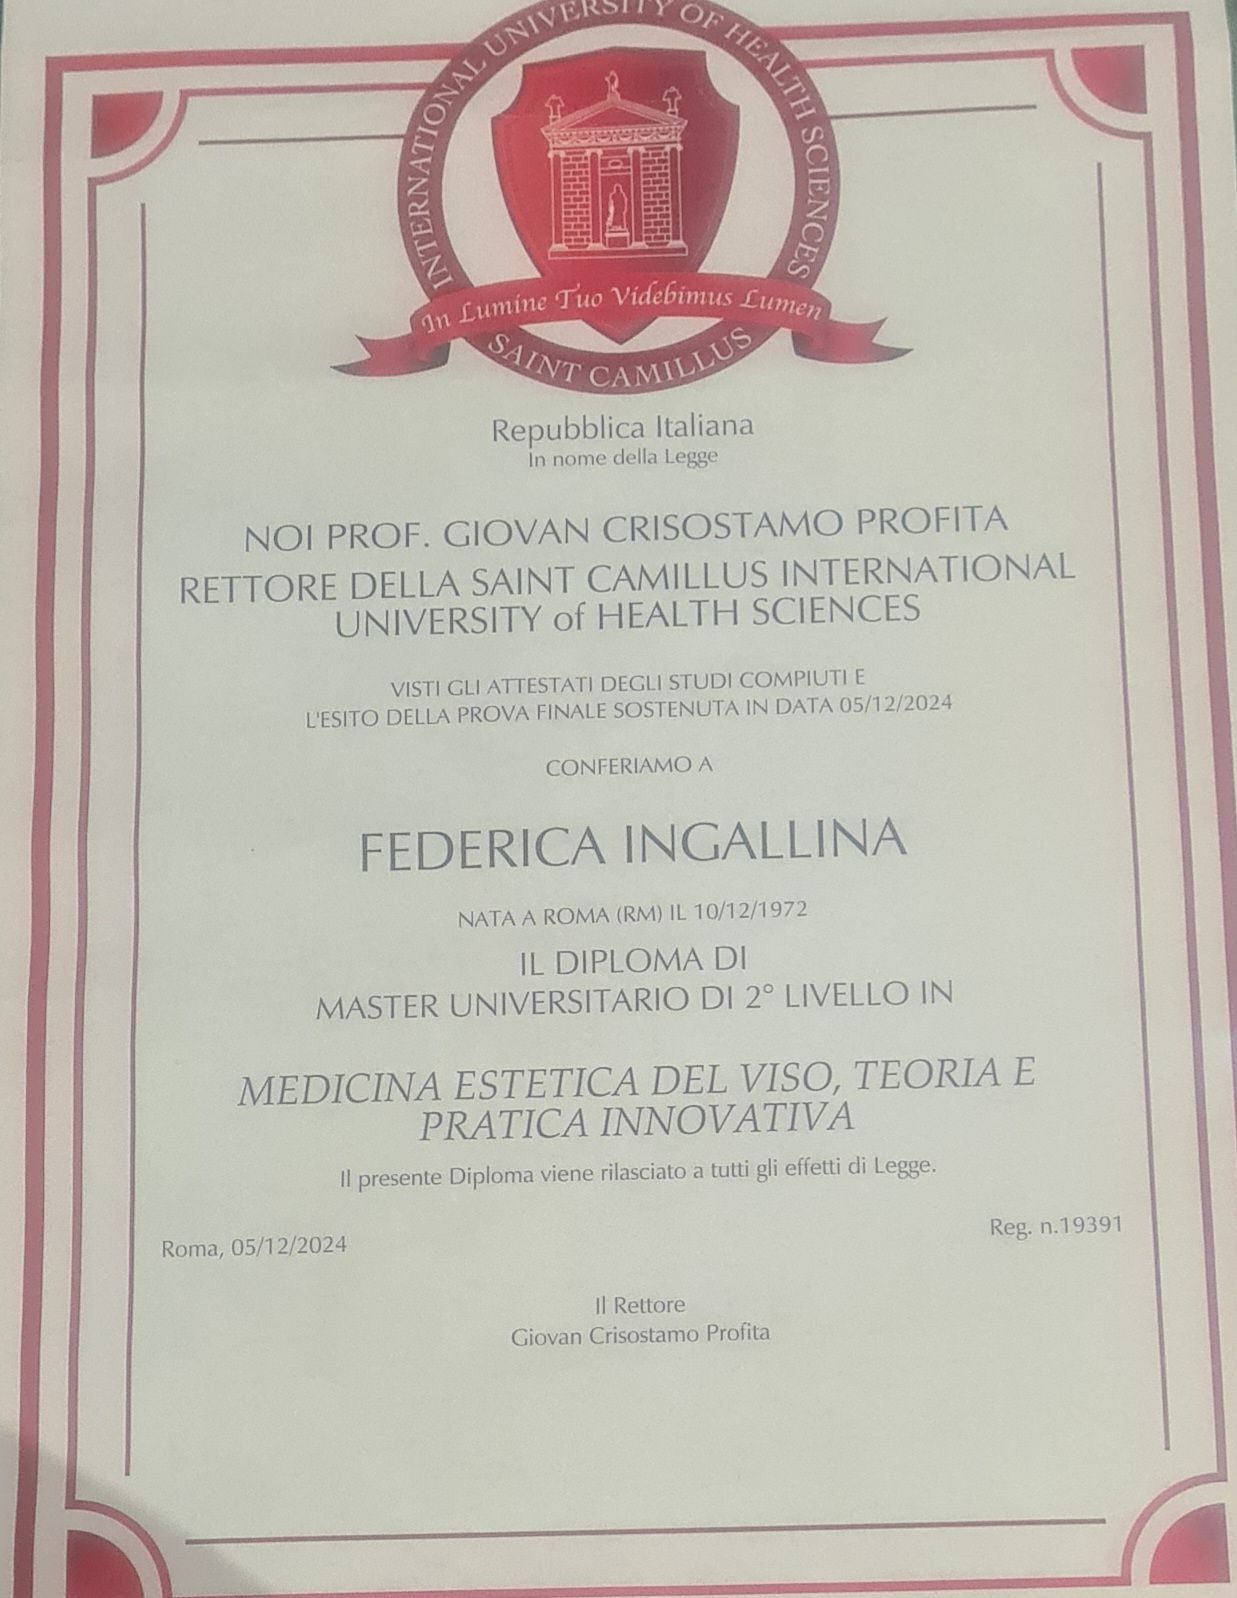 INTERNATIONAL UNIVERSITY OF HEALTH SCIENCES
In Lumine Tuo Videbimus Lumen
SAINT CAMILLUS
Repubblica Italiana
In nome della Legge
NOI PROF. GIOVAN CRISOSTAMO PROFITA
RETTORE DELLA SAINT CAMILLUS INTERNATIONAL
UNIVERSITY of HEALTH SCIENCES
VISTI GLI ATTESTATI DEGLI STUDI COMPIUTI E
L'ESITO DELLA PROVA FINALE SOSTENUTA IN DATA 05/12/2024
CONFERIAMO A
FEDERICA INGALLINA
NATA A ROMA (RM) IL 10/12/1972
IL DIPLOMA DI
MASTER UNIVERSITARIO DI 2° LIVELLO IN
MEDICINA ESTETICA DEL VISO, TEORIA E
PRATICA INNOVATIVA
Il presente Diploma viene rilasciato a tutti gli effetti di Legge.
Roma, 05/12/2024
Reg. n.19391
Il Rettore
Giovan Crisostamo Profita